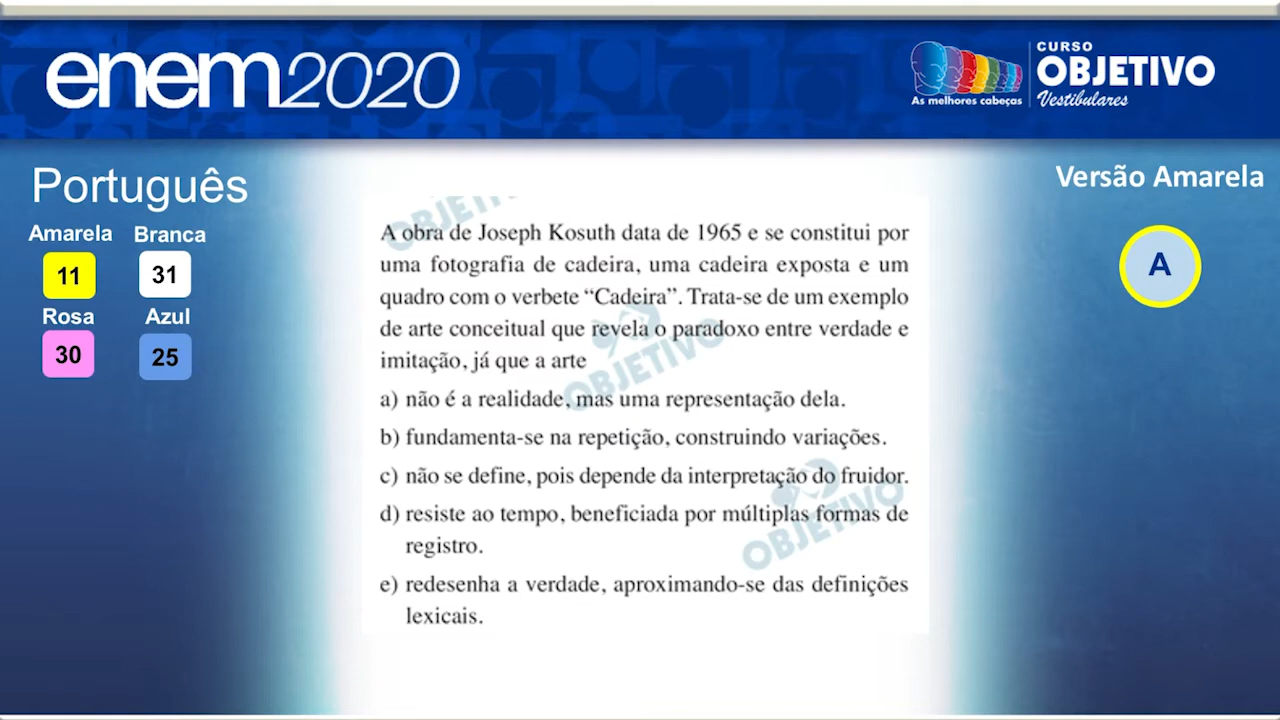 enem2020
CURSO
OBJETIVO
As melhores cabeças
Vestibulares
Português
Versão Amarela
Amarela Branca
11 31
Rosa Azul
30 25
A
A obra de Joseph Kosuth data de 1965 e se constitui por
uma fotografia de cadeira, uma cadeira exposta e um
quadro com o verbete “Cadeira”. Trata-se de um exemplo
de arte conceitual que revela o paradoxo entre verdade e
imitação, já que a arte
a) não é a realidade, mas uma representação dela.
b) fundamenta-se na repetição, construindo variações.
c) não se define, pois depende da interpretação do fruidor.
d) resiste ao tempo, beneficiada por múltiplas formas de
registro.
e) redesenha a verdade, aproximando-se das definições
lexicais.
OBJETIVO
OBJETIVO